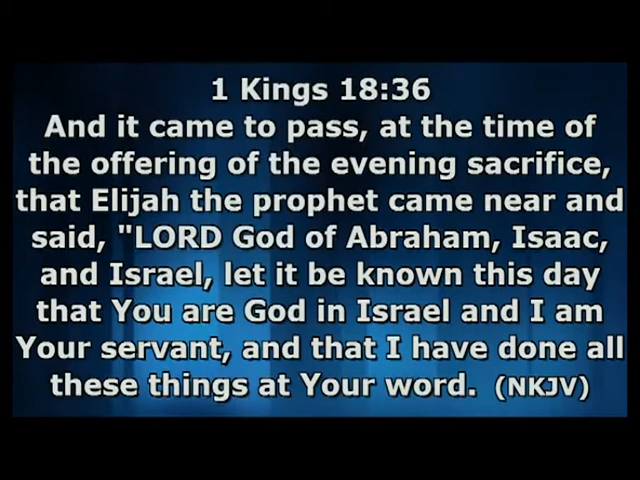 1 Kings 18:36
And it came to pass, at the time of
the offering of the evening sacrifice,
that Elijah the prophet came near and
said, "LORD God of Abraham, Isaac,
and Israel, let it be known this day
that You are God in Israel and I am
Your servant, and that I have done all
these things at Your word. (NKJV)